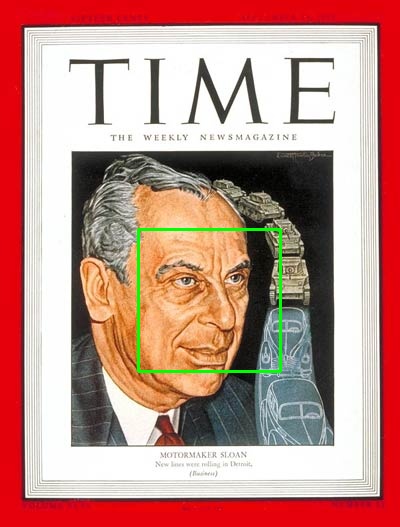 TIME
THE WEEKLY NEWSMAGAZINE
MOTORMAKER SLOAN
New lines were rolling in Detroit,
(Business)